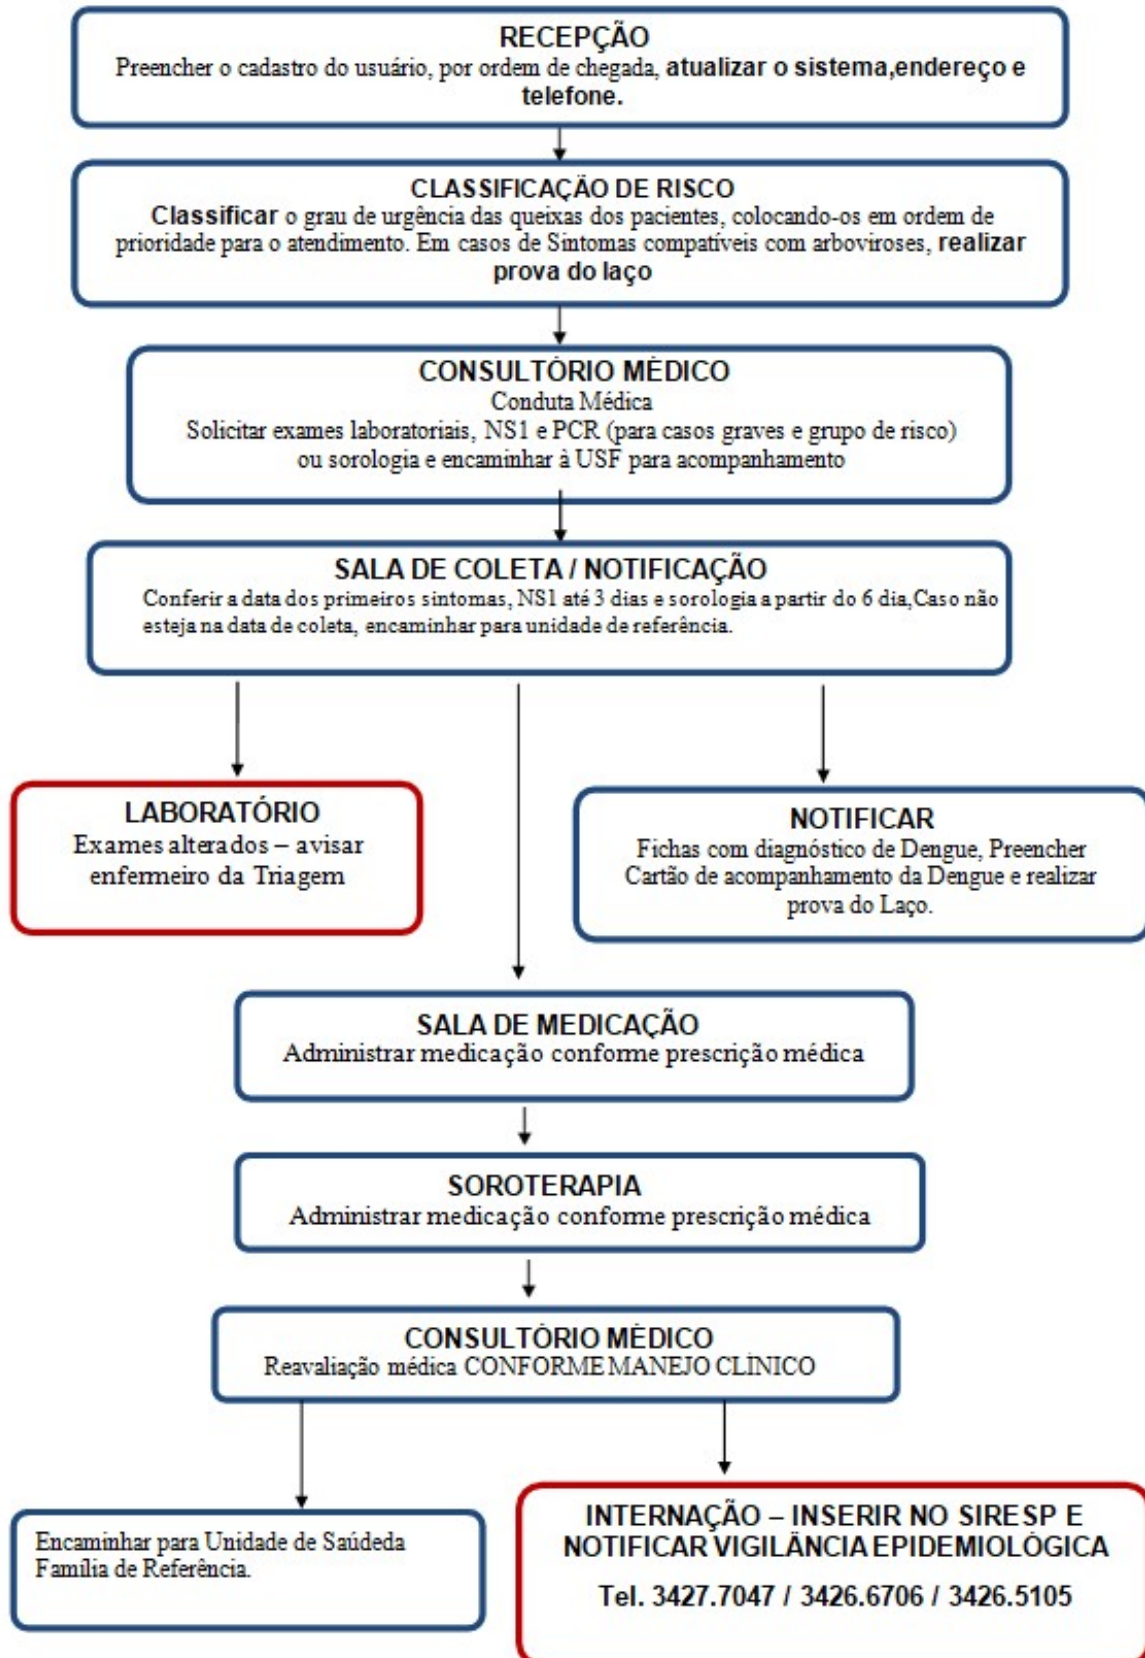 RECEPÇÃO
Preencher o cadastro do usuário, por ordem de chegada, atualizar o sistema,endereço e
telefone.
CLASSIFICAÇÃO DE RISCO
Classificar o grau de urgência das queixas dos pacientes, colocando-os em ordem de
prioridade para o atendimento. Em casos de Sintomas compatíveis com arboviroses, realizar
prova do laço
CONSULTÓRIO MÉDICO
Conduta Médica
Solicitar exames laboratoriais, NS1 e PCR (para casos graves e grupo de risco)
ou sorologia e encaminhar à USF para acompanhamento
SALA DE COLETA / NOTIFICAÇÃO
Conferir a data dos primeiros sintomas, NS1 até 3 dias e sorologia a partir do 6 dia,Caso não
esteja na data de coleta, encaminhar para unidade de referência.
LABORATÓRIO
Exames alterados – avisar
enfermeiro da Triagem
NOTIFICAR
Fichas com diagnóstico de Dengue, Preencher
Cartão de acompanhamento da Dengue e realizar
prova do Laço.
SALA DE MEDICAÇÃO
Administrar medicação conforme prescrição médica
SOROTERAPIA
Administrar medicação conforme prescrição médica
CONSULTÓRIO MÉDICO
Reavaliação médica CONFORME MANEJO CLÍNICO
Encaminhar para Unidade de Saúdeda
Família de Referência.
INTERNAÇÃO – INSERIR NO SIRESP E
NOTIFICAR VIGILÂNCIA EPIDEMIOLÓGICA
Tel. 3427.7047 / 3426.6706 / 3426.5105